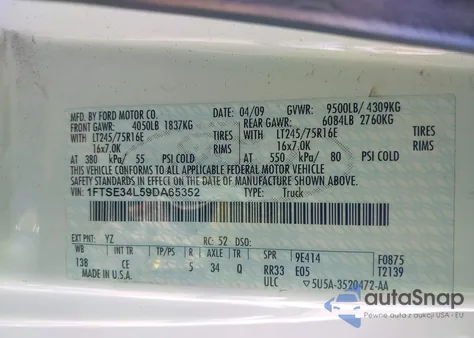 MFD. BY FORD MOTOR CO. DATE: 04/09 GVWR: 9500LB/ 4309KG
FRONT GAWR: 4050LB 1837KG REAR GAWR: 6084LB 2760KG
WITH LT245/75R16E TIRES WITH LT245/75R16E TIRES
16x7.0K RIMS 16x7.0K RIMS
AT 380 kPa/ 55 PSI COLD AT 550 kPa/ 80 PSI COLD
THIS VEHICLE CONFORMS TO ALL APPLICABLE FEDERAL MOTOR VEHICLE
SAFETY STANDARDS IN EFFECT ON THE DATE OF MANUFACTURE SHOWN ABOVE.
VIN: 1FTSE34L59DA65352 TYPE: Truck
EXT PNT: YZ RC: 52 DSO:
WB INT TR TP/PS R AXLE TR SPR 9E414 F0875
138 CE 5 34 Q RR33 E05 T2139
MADE IN U.S.A. ULC 5U5A-3520472-AA
autoSnap
Pewne auto z USA - EU